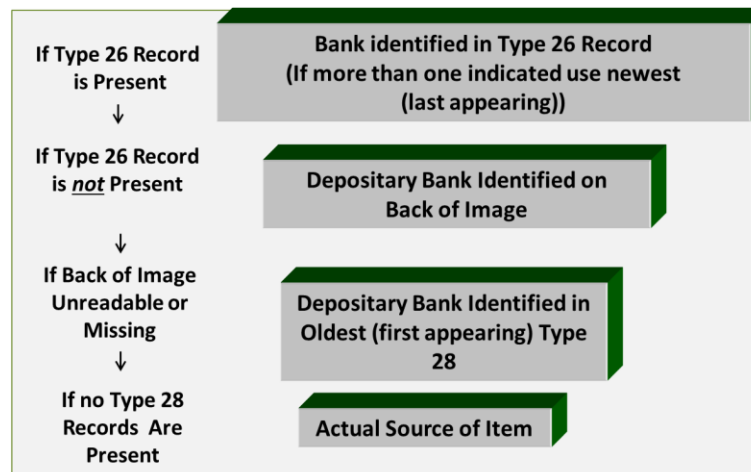 If Type 26 Record
is Present
↓
Bank identified in Type 26 Record
(If more than one indicated use newest
(last appearing))
If Type 26 Record
is not Present
↓
Depositary Bank Identified on
Back of Image
If Back of Image
Unreadable or
Missing
↓
Depositary Bank Identified in
Oldest (first appearing) Type
28
If no Type 28
Records Are
Present
Actual Source of Item